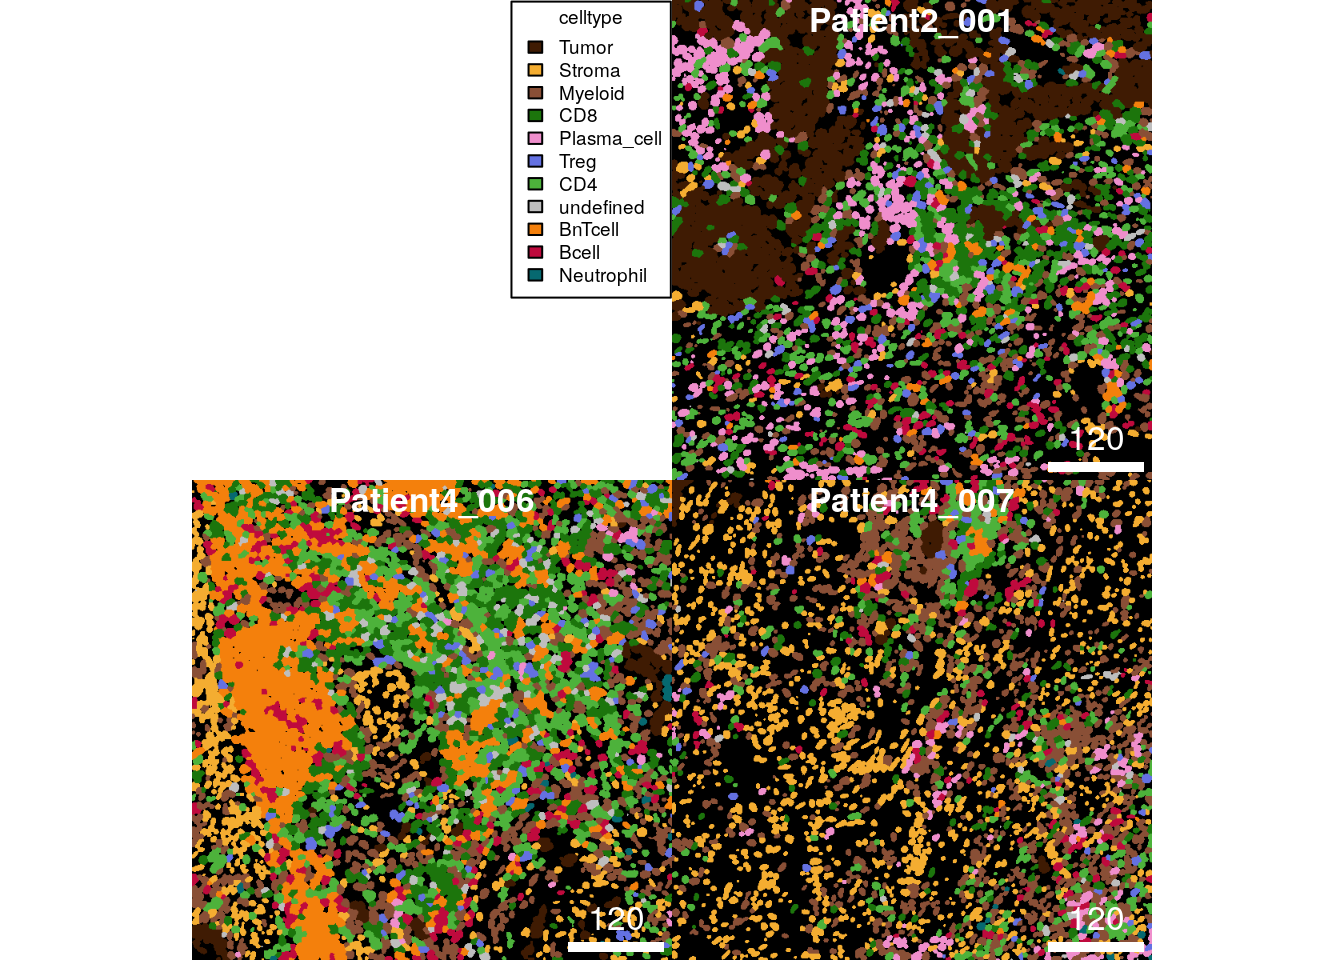 celltype
Tumor
Stroma
Myeloid
CD8
Plasma_cell
Treg
CD4
undefined
BnTcell
Bcell
Neutrophil
Patient2_001
120
Patient4_006
120
Patient4_007
120